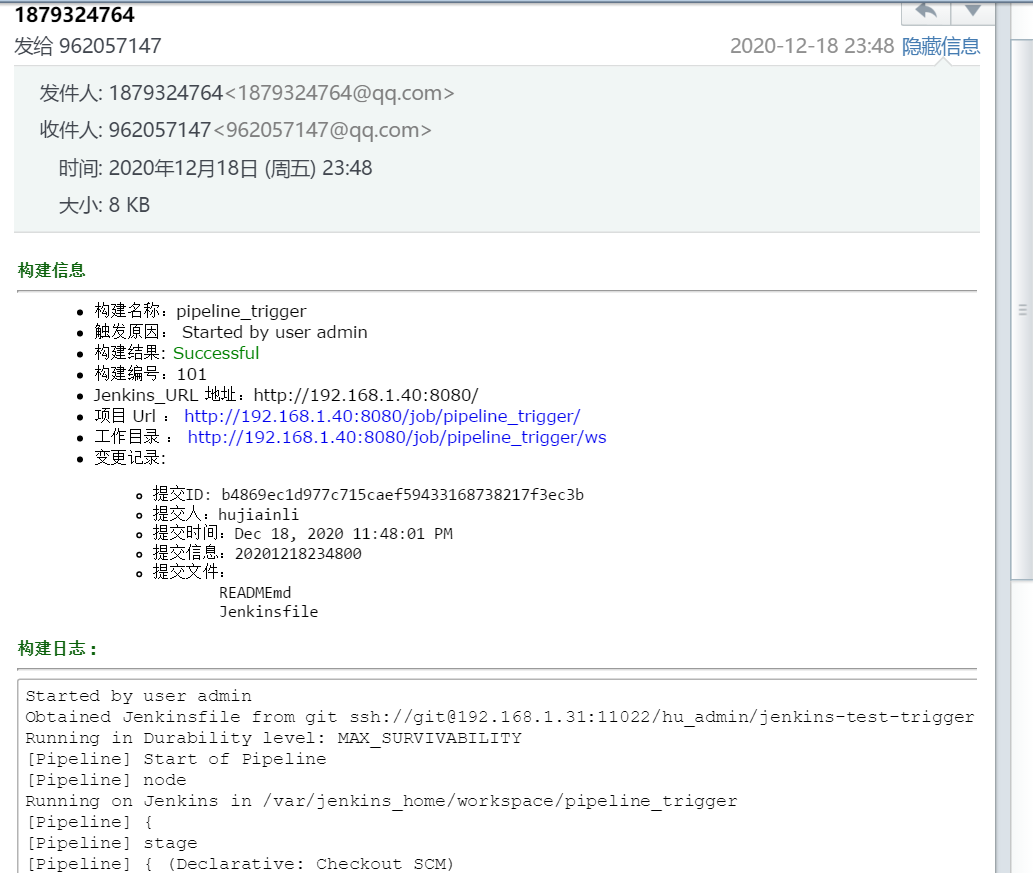 1879324764
发给 962057147
2020-12-18 23:48 隐藏信息
发件人: 1879324764<1879324764@qq.com>
收件人: 962057147<962057147@qq.com>
时间: 2020年12月18日 (周五) 23:48
大小: 8 KB
构建信息
构建名称：pipeline_trigger
触发原因： Started by user admin
构建结果: Successful
构建编号：101
Jenkins_URL 地址：http://192.168.1.40:8080/
项目 Url ： http://192.168.1.40:8080/job/pipeline_trigger/
工作目录 ： http://192.168.1.40:8080/job/pipeline_trigger/ws
变更记录:
提交ID: b4869ec1d977c715caef59433168738217f3ec3b
提交人：hujiainli
提交时间：Dec 18, 2020 11:48:01 PM
提交信息：20201218234800
提交文件：
READMEmd
Jenkinsfile
构建日志：
Started by user admin
Obtained Jenkinsfile from git ssh://git@192.168.1.31:11022/hu_admin/jenkins-test-trigger
Running in Durability level: MAX_SURVIVABILITY
[Pipeline] Start of Pipeline
[Pipeline] node
Running on Jenkins in /var/jenkins_home/workspace/pipeline_trigger
[Pipeline] {
[Pipeline] stage
[Pipeline] { (Declarative: Checkout SCM)